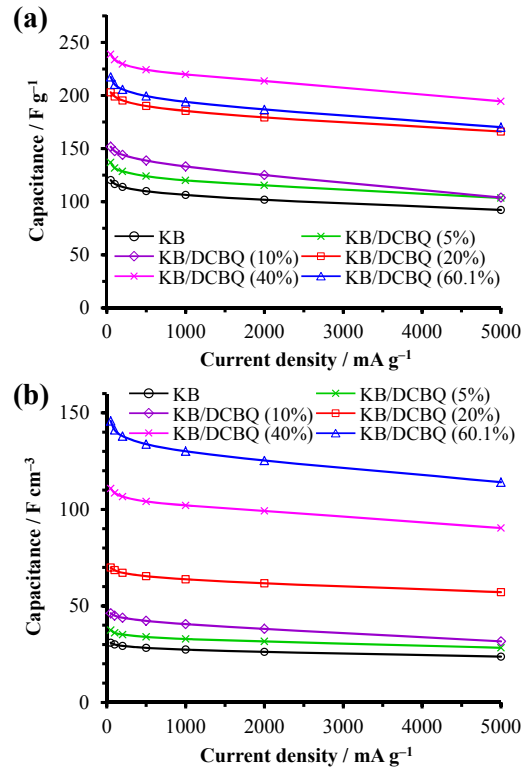 (a)
250
200
150
100
50
0
Capacitance / F g⁻¹
KB
KB/DCBQ (5%)
KB/DCBQ (10%)
KB/DCBQ (20%)
KB/DCBQ (40%)
KB/DCBQ (60.1%)
0 1000 2000 3000 4000 5000
Current density / mA g⁻¹
(b)
KB
KB/DCBQ (5%)
KB/DCBQ (10%)
KB/DCBQ (20%)
KB/DCBQ (40%)
KB/DCBQ (60.1%)
150
100
50
0
Capacitance / F cm⁻³
0 1000 2000 3000 4000 5000
Current density / mA g⁻¹